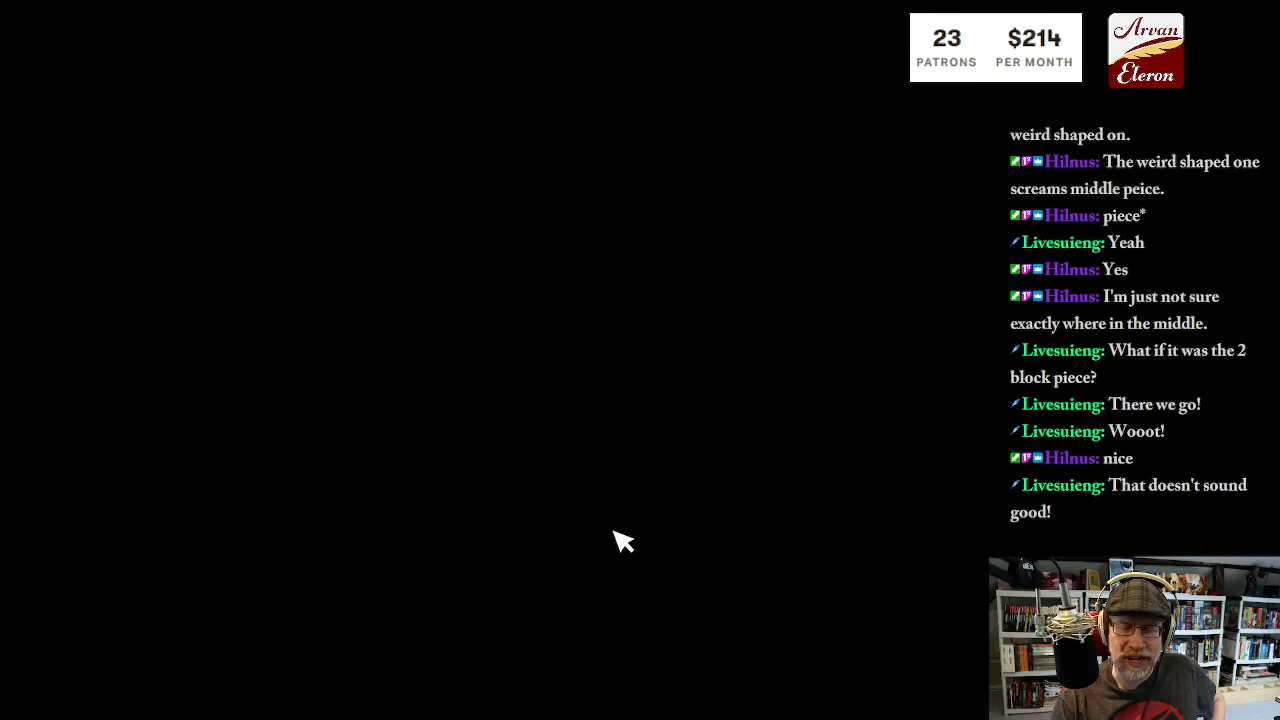 23 $214
PATRONS PER MONTH
Arvan
Eleron
weird shaped on.
Hilnus: The weird shaped one
screams middle peice.
Hilnus: piece*
Livesuieng: Yeah
Hilnus: Yes
Hilnus: I'm just not sure
exactly where in the middle.
Livesuieng: What if it was the 2
block piece?
Livesuieng: There we go!
Livesuieng: Wooot!
Hilnus: nice
Livesuieng: That doesn't sound
good!